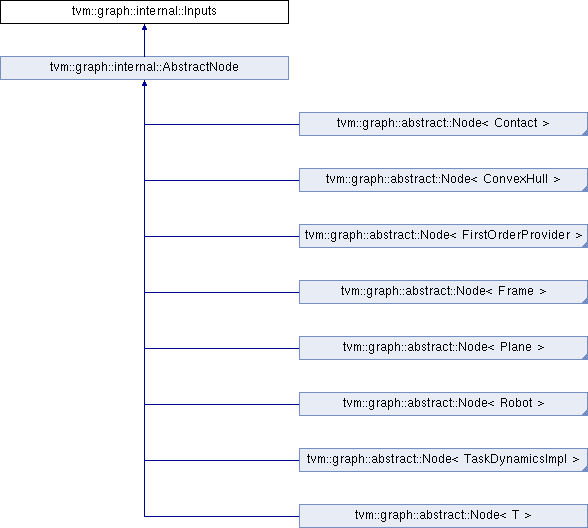 tvm::graph::internal::Inputs
tvm::graph::internal::AbstractNode
tvm::graph::abstract::Node< Contact >
tvm::graph::abstract::Node< ConvexHull >
tvm::graph::abstract::Node< FirstOrderProvider >
tvm::graph::abstract::Node< Frame >
tvm::graph::abstract::Node< Plane >
tvm::graph::abstract::Node< Robot >
tvm::graph::abstract::Node< TaskDynamicsImpl >
tvm::graph::abstract::Node< T >